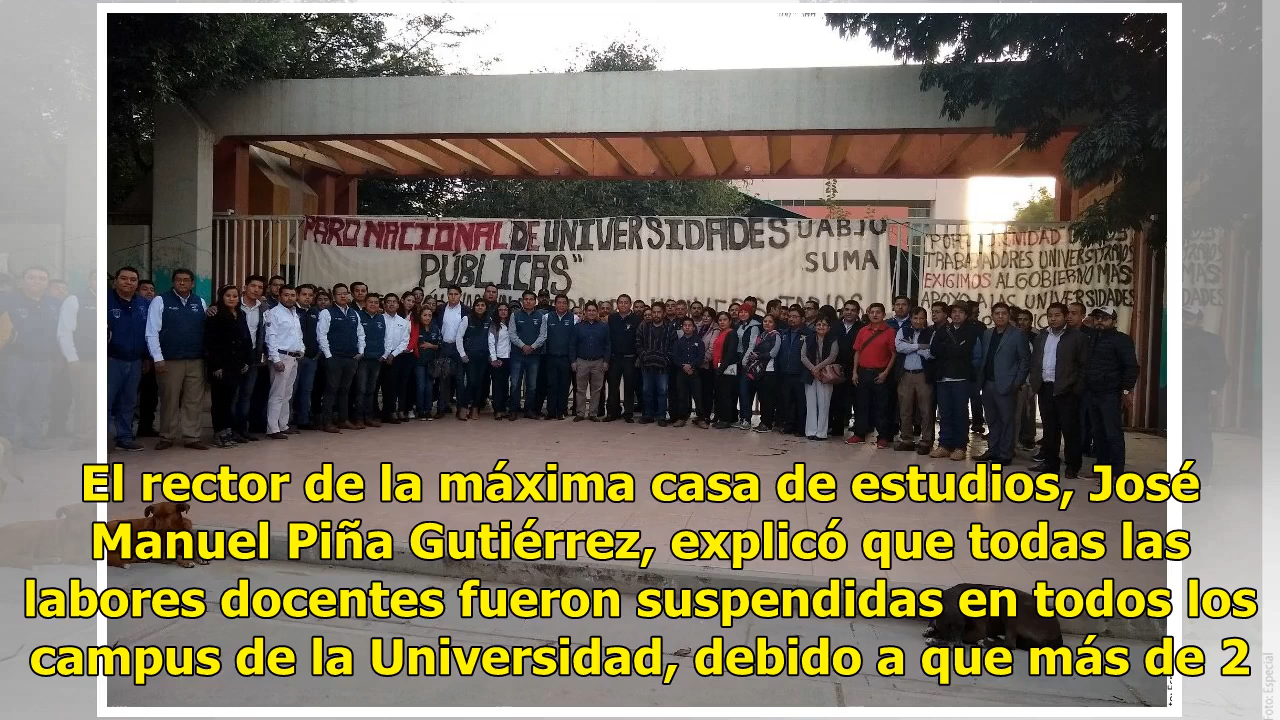 PARO NACIONAL DE UNIVERSIDADES UABJO
PÚBLICAS" SUMA
TRABAJADORES UNIVERSITARIOS
EXIGIMOS AL GOBIERNO MAS
APOYO A LAS UNIVERSIDADES
El rector de la máxima casa de estudios, José
Manuel Piña Gutiérrez, explicó que todas las
labores docentes fueron suspendidas en todos los
campus de la Universidad, debido a que más de 2
Foto: Especial